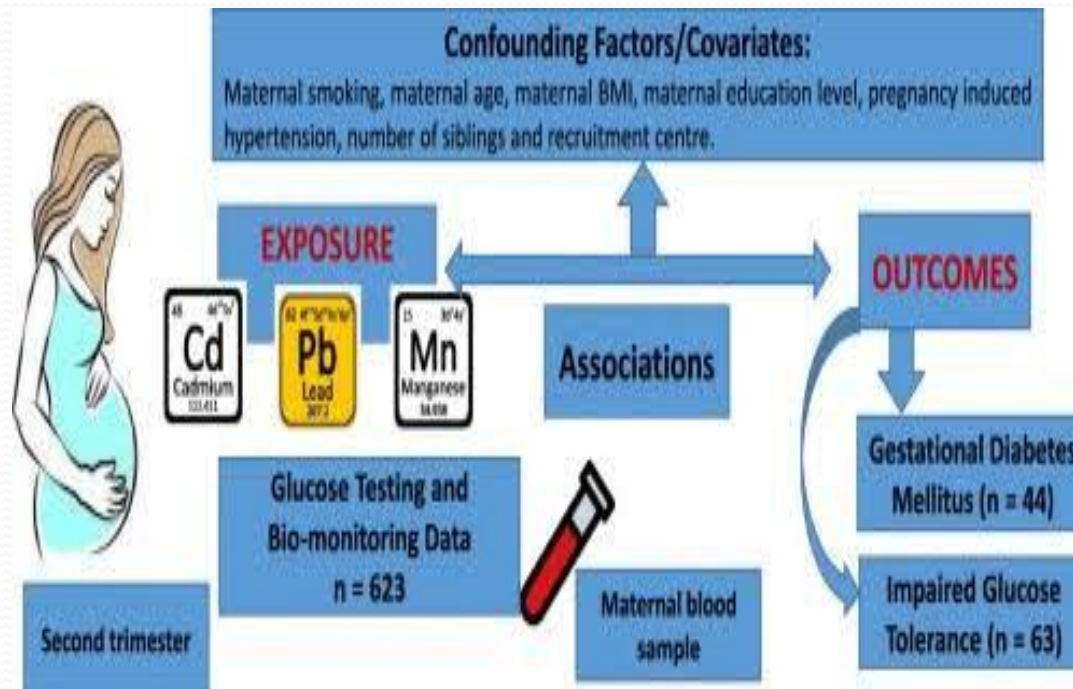 Confounding Factors/Covariates:
Maternal smoking, maternal age, maternal BMI, maternal education level, pregnancy induced
hypertension, number of siblings and recruitment centre.
EXPOSURE
OUTCOMES
48
Cd
Cadmium
Pb
Lead
Mn
Manganese
Associations
Gestational Diabetes
Mellitus (n = 44)
Glucose Testing and
Bio-monitoring Data
n = 623
Impaired Glucose
Tolerance (n = 63)
Maternal blood
sample
Second trimester